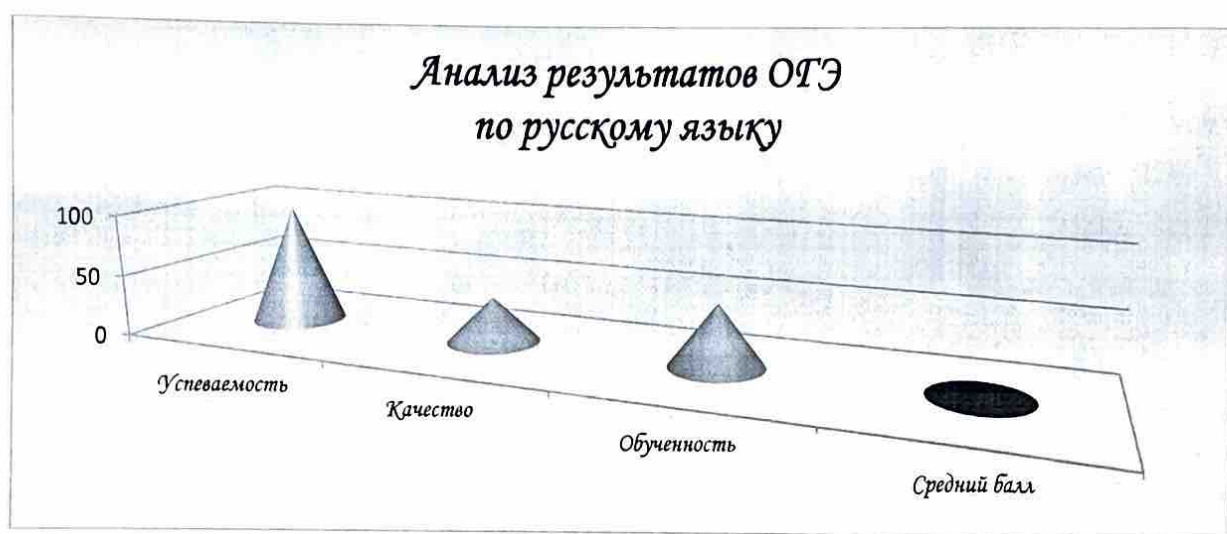 Анализ результатов ОГЭ
по русскому языку
100
50
0
Успеваемость
Качество
Обученность
Средний балл